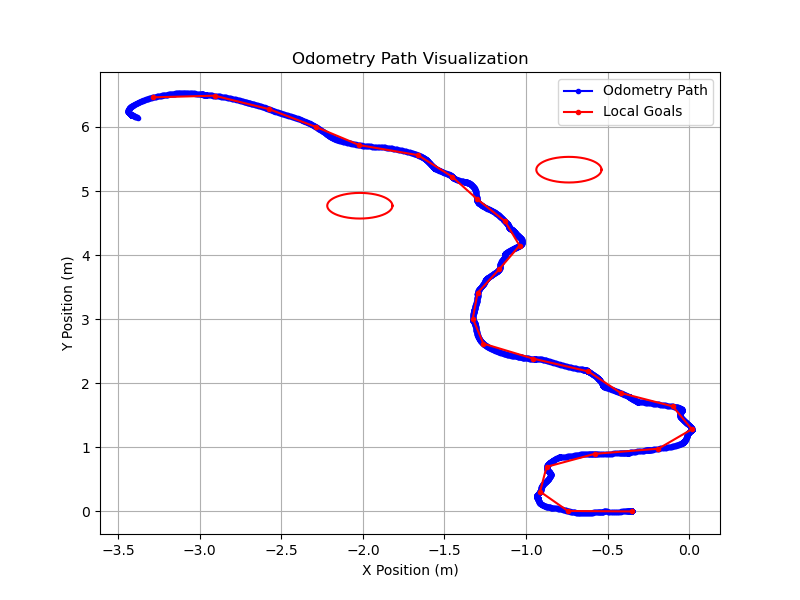 Odometry Path Visualization
Odometry Path
Local Goals
6
5
4
3
2
1
0
Y Position (m)
−3.5 −3.0 −2.5 −2.0 −1.5 −1.0 −0.5 0.0
X Position (m)